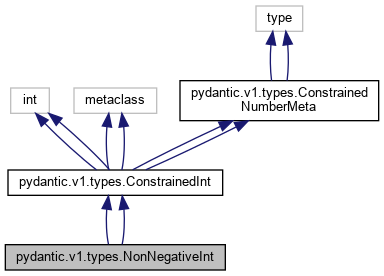 type
int
metaclass
pydantic.v1.types.Constrained
NumberMeta
pydantic.v1.types.ConstrainedInt
pydantic.v1.types.NonNegativeInt